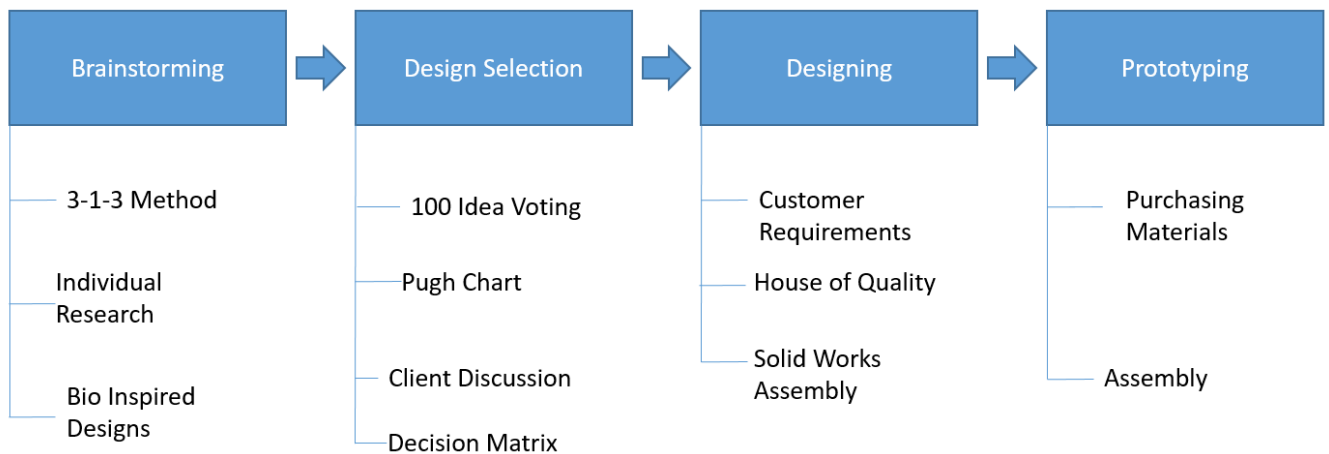 Brainstorming
3-1-3 Method
Individual
Research
Bio Inspired
Designs
Design Selection
100 Idea Voting
Pugh Chart
Client Discussion
Decision Matrix
Designing
Customer
Requirements
House of Quality
Solid Works
Assembly
Prototyping
Purchasing
Materials
Assembly